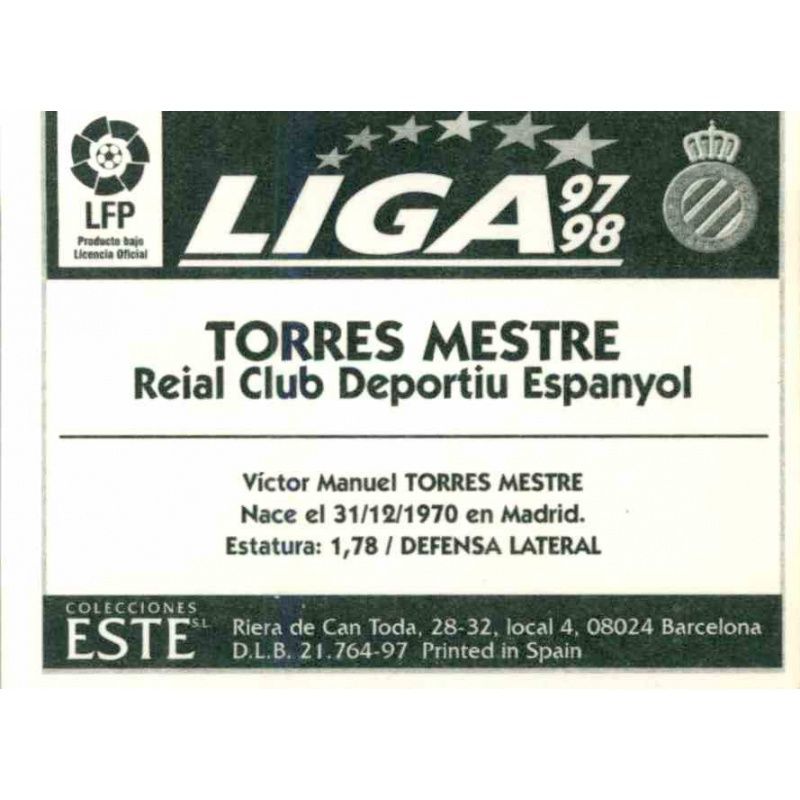 LFP
Producto bajo
Licencia Oficial
LIGA 97 98
TORRES MESTRE
Reial Club Deportiu Espanyol
Víctor Manuel TORRES MESTRE
Nace el 31/12/1970 en Madrid.
Estatura: 1,78 / DEFENSA LATERAL
COLECCIONES
ESTE S.L.
Riera de Can Toda, 28-32, local 4, 08024 Barcelona
D.L.B. 21.764-97 Printed in Spain